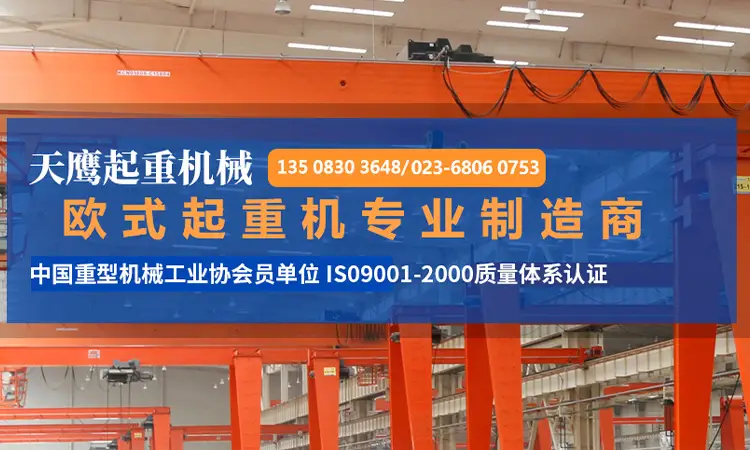 天鹰起重机械 135 0830 3648/023-6806 0753
欧式起重机专业制造商
中国重型机械工业协会员单位 IS09001-2000质量体系认证